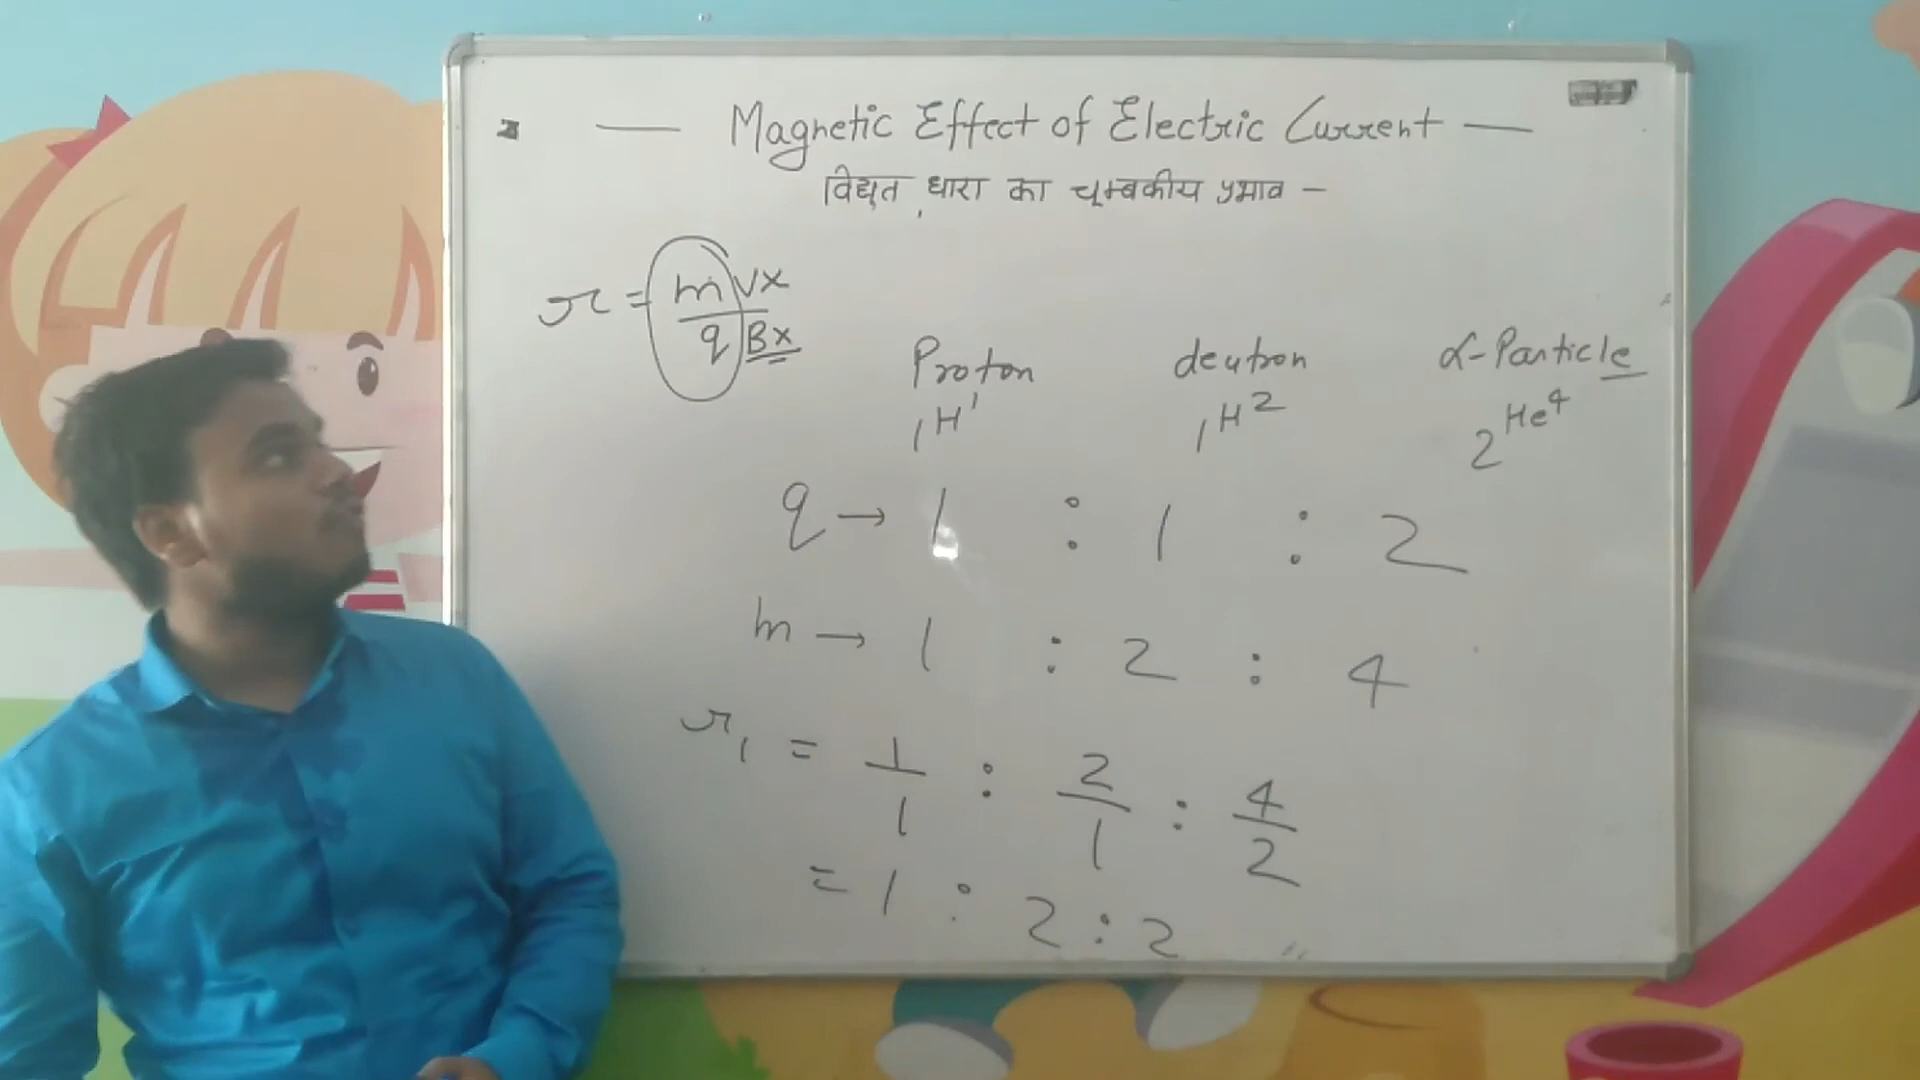 — Magnetic Effect of Electric Current —
विद्युत धारा का चुम्बकीय प्रभाव –
r = mvx / qBx
Proton deutron α-Particle
₁H¹ ₁H² ₂He⁴
q → 1 : 1 : 2
m → 1 : 2 : 4
r₁ = 1/1 : 2/1 : 4/2
= 1 : 2 : 2